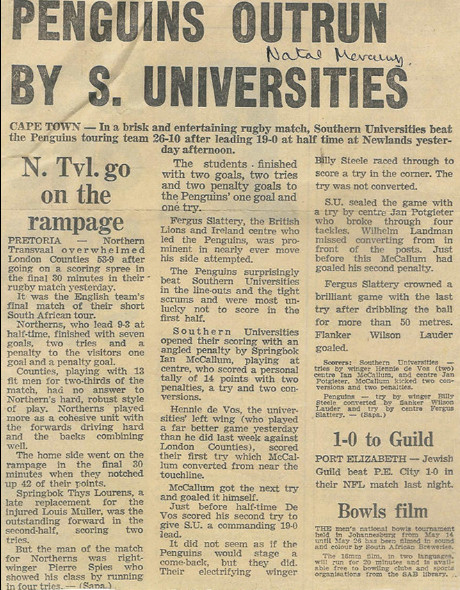 PENGUINS OUTRUN
Natal Mercury.
BY S. UNIVERSITIES
CAPE TOWN — In a brisk and entertaining rugby match, Southern Universities beat
the Penguins touring team 26-10 after leading 19-0 at half time at Newlands yester-
day afternoon.
N. Tvl. go
on the
rampage
PRETORIA — Northern
Transvaal overwhelmed
London Counties 53-9 after
going on a scoring spree in
the final 30 minutes in their
rugby match yesterday.
It was the English team's
final match of their short
South African tour.
Northerns, who lead 9-3 at
half-time, finished with seven
goals, two tries and a
penalty to the visitors one
goal and a penalty goal.
Counties, playing with 13
fit men for two-thirds of the
match, had no answer to
Northern's hard, robust style
of play. Northerns played
more as a cohesive unit with
the forwards driving hard
and the backs combining
well.
The home side went on the
rampage in the final 30
minutes when they notched
up 42 of their points.
Springbok Thys Lourens, a
late replacement for the
injured Louis Muller, was the
outstanding forward in the
second-half, scoring two
tries.
But the man of the match
for Northerns was right-
winger Pierre Spies who
showed his class by running
in four tries. — (Sapa.)
The students finished
with two goals, two tries
and two penalty goals to
the Penguins' one goal and
one try.
Fergus Slattery, the British
Lions and Ireland centre who
led the Penguins, was pro-
minent in nearly ever move
his side attempted.
The Penguins surprisingly
beat Southern Universities
in the line-outs and the tight
scrums and were most un-
lucky not to score in the
first half.
Southern Universities
opened their scoring with an
angled penalty by Springbok
Ian McCallum, playing at
centre, who scored a personal
tally of 14 points with two
penalties, a try and two con-
versions.
Hennie de Vos, the univer-
sities' left wing (who played
a far better game yesterday
than he did last week against
London Counties), scored
their first try which McCal-
lum converted from near the
touchline.
McCallum got the next try
and goaled it himself.
Just before half-time De
Vos scored his second try to
give S.U. a commanding 19-0
lead.
It did not seem as if the
Penguins would stage a
come-back, but they did.
Their electrifying winger
Billy Steele raced through to
score a try in the corner. The
try was not converted.
S.U. sealed the game with
a try by centre Jan Potgieter
who broke through four
tackles. Wilhelm Landman
missed converting from in
front of the posts. Just
before this McCallum had
goaled his second penalty.
Fergus Slattery crowned a
brilliant game with the last
try after dribbling the ball
for more than 50 metres.
Flanker Wilson Lauder
goaled.
Scorers: Southern Universities —
tries by winger Hennie de Vos (two)
centre Ian McCallum, and centre Jan
Potgieter. McCallum kicked two con-
versions and two penalties.
Penguins — try by winger Billy
Steele converted by flanker Wilson
Lauder and try by centre Fergus
Slattery. — (Sapa.)
1-0 to Guild
PORT ELIZABETH — Jewish
Guild beat P.E. City 1-0 in
their NFL match last night.
Bowls film
THE men's national bowls tournament
held in Johannesburg from May 14
until May 26 has been filmed in sound
and colour by South African Breweries.
The 16mm film, in two languages,
will run for 30 minutes and is avail-
able free to bowling clubs and sports
organisations from the SAB library.